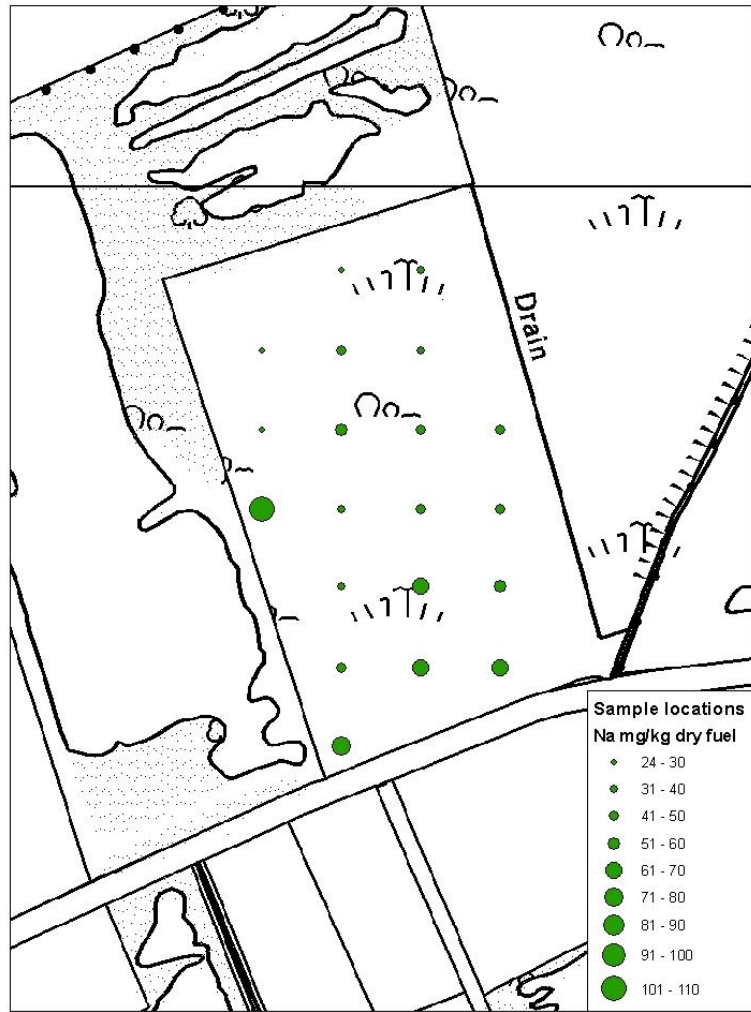 Drain
Sample locations
Na mg/kg dry fuel
24 - 30
31 - 40
41 - 50
51 - 60
61 - 70
71 - 80
81 - 90
91 - 100
101 - 110